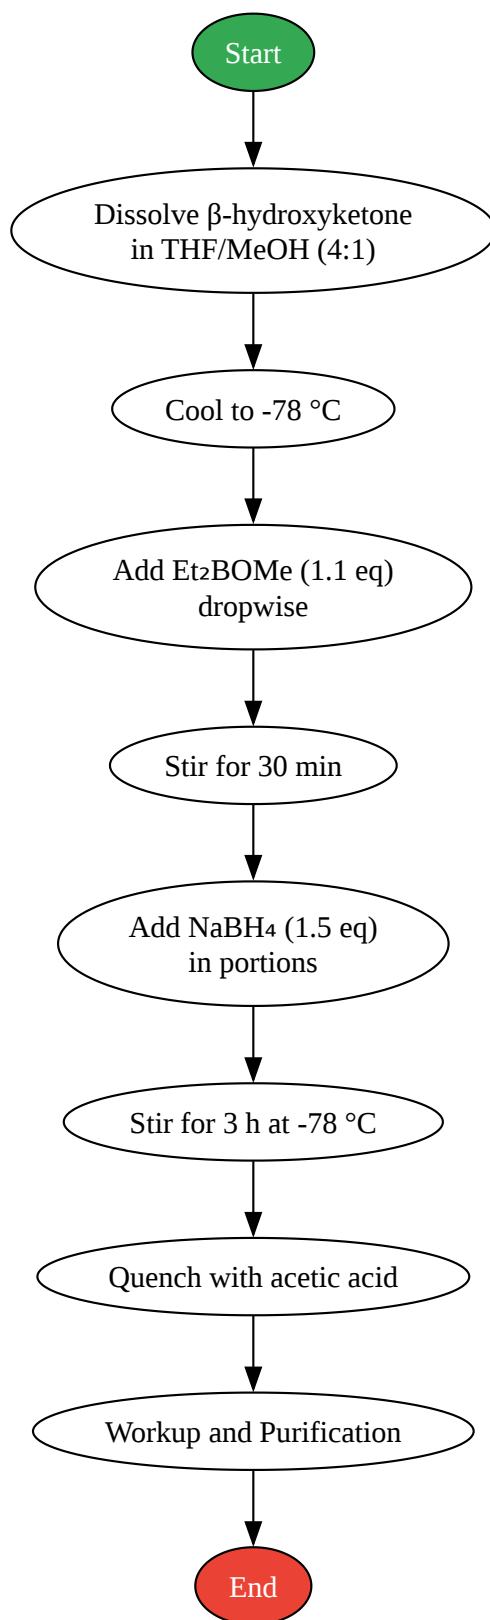 Start
Dissolve β-hydroxyketone
in THF/MeOH (4:1)
Cool to -78 °C
Add Et₂BOMe (1.1 eq)
dropwise
Stir for 30 min
Add NaBH₄ (1.5 eq)
in portions
Stir for 3 h at -78 °C
Quench with acetic acid
Workup and Purification
End